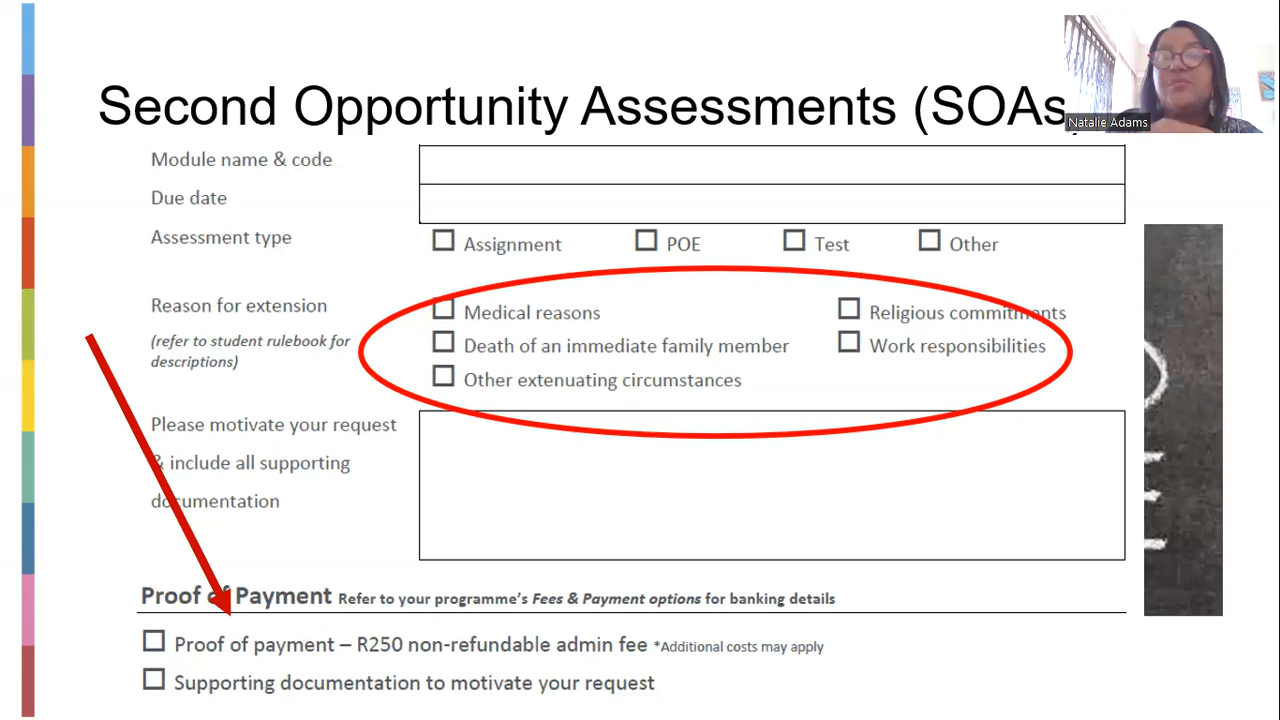 Second Opportunity Assessments (SOAs)
Natalie Adams
Module name & code
Due date
Assessment type
Assignment
POE
Test
Other
Reason for extension
(refer to student rulebook for
descriptions)
Medical reasons
Religious commitments
Death of an immediate family member
Work responsibilities
Other extenuating circumstances
Please motivate your request
& include all supporting
documentation
Proof of Payment Refer to your programme's Fees & Payment options for banking details
Proof of payment – R250 non-refundable admin fee *Additional costs may apply
Supporting documentation to motivate your request